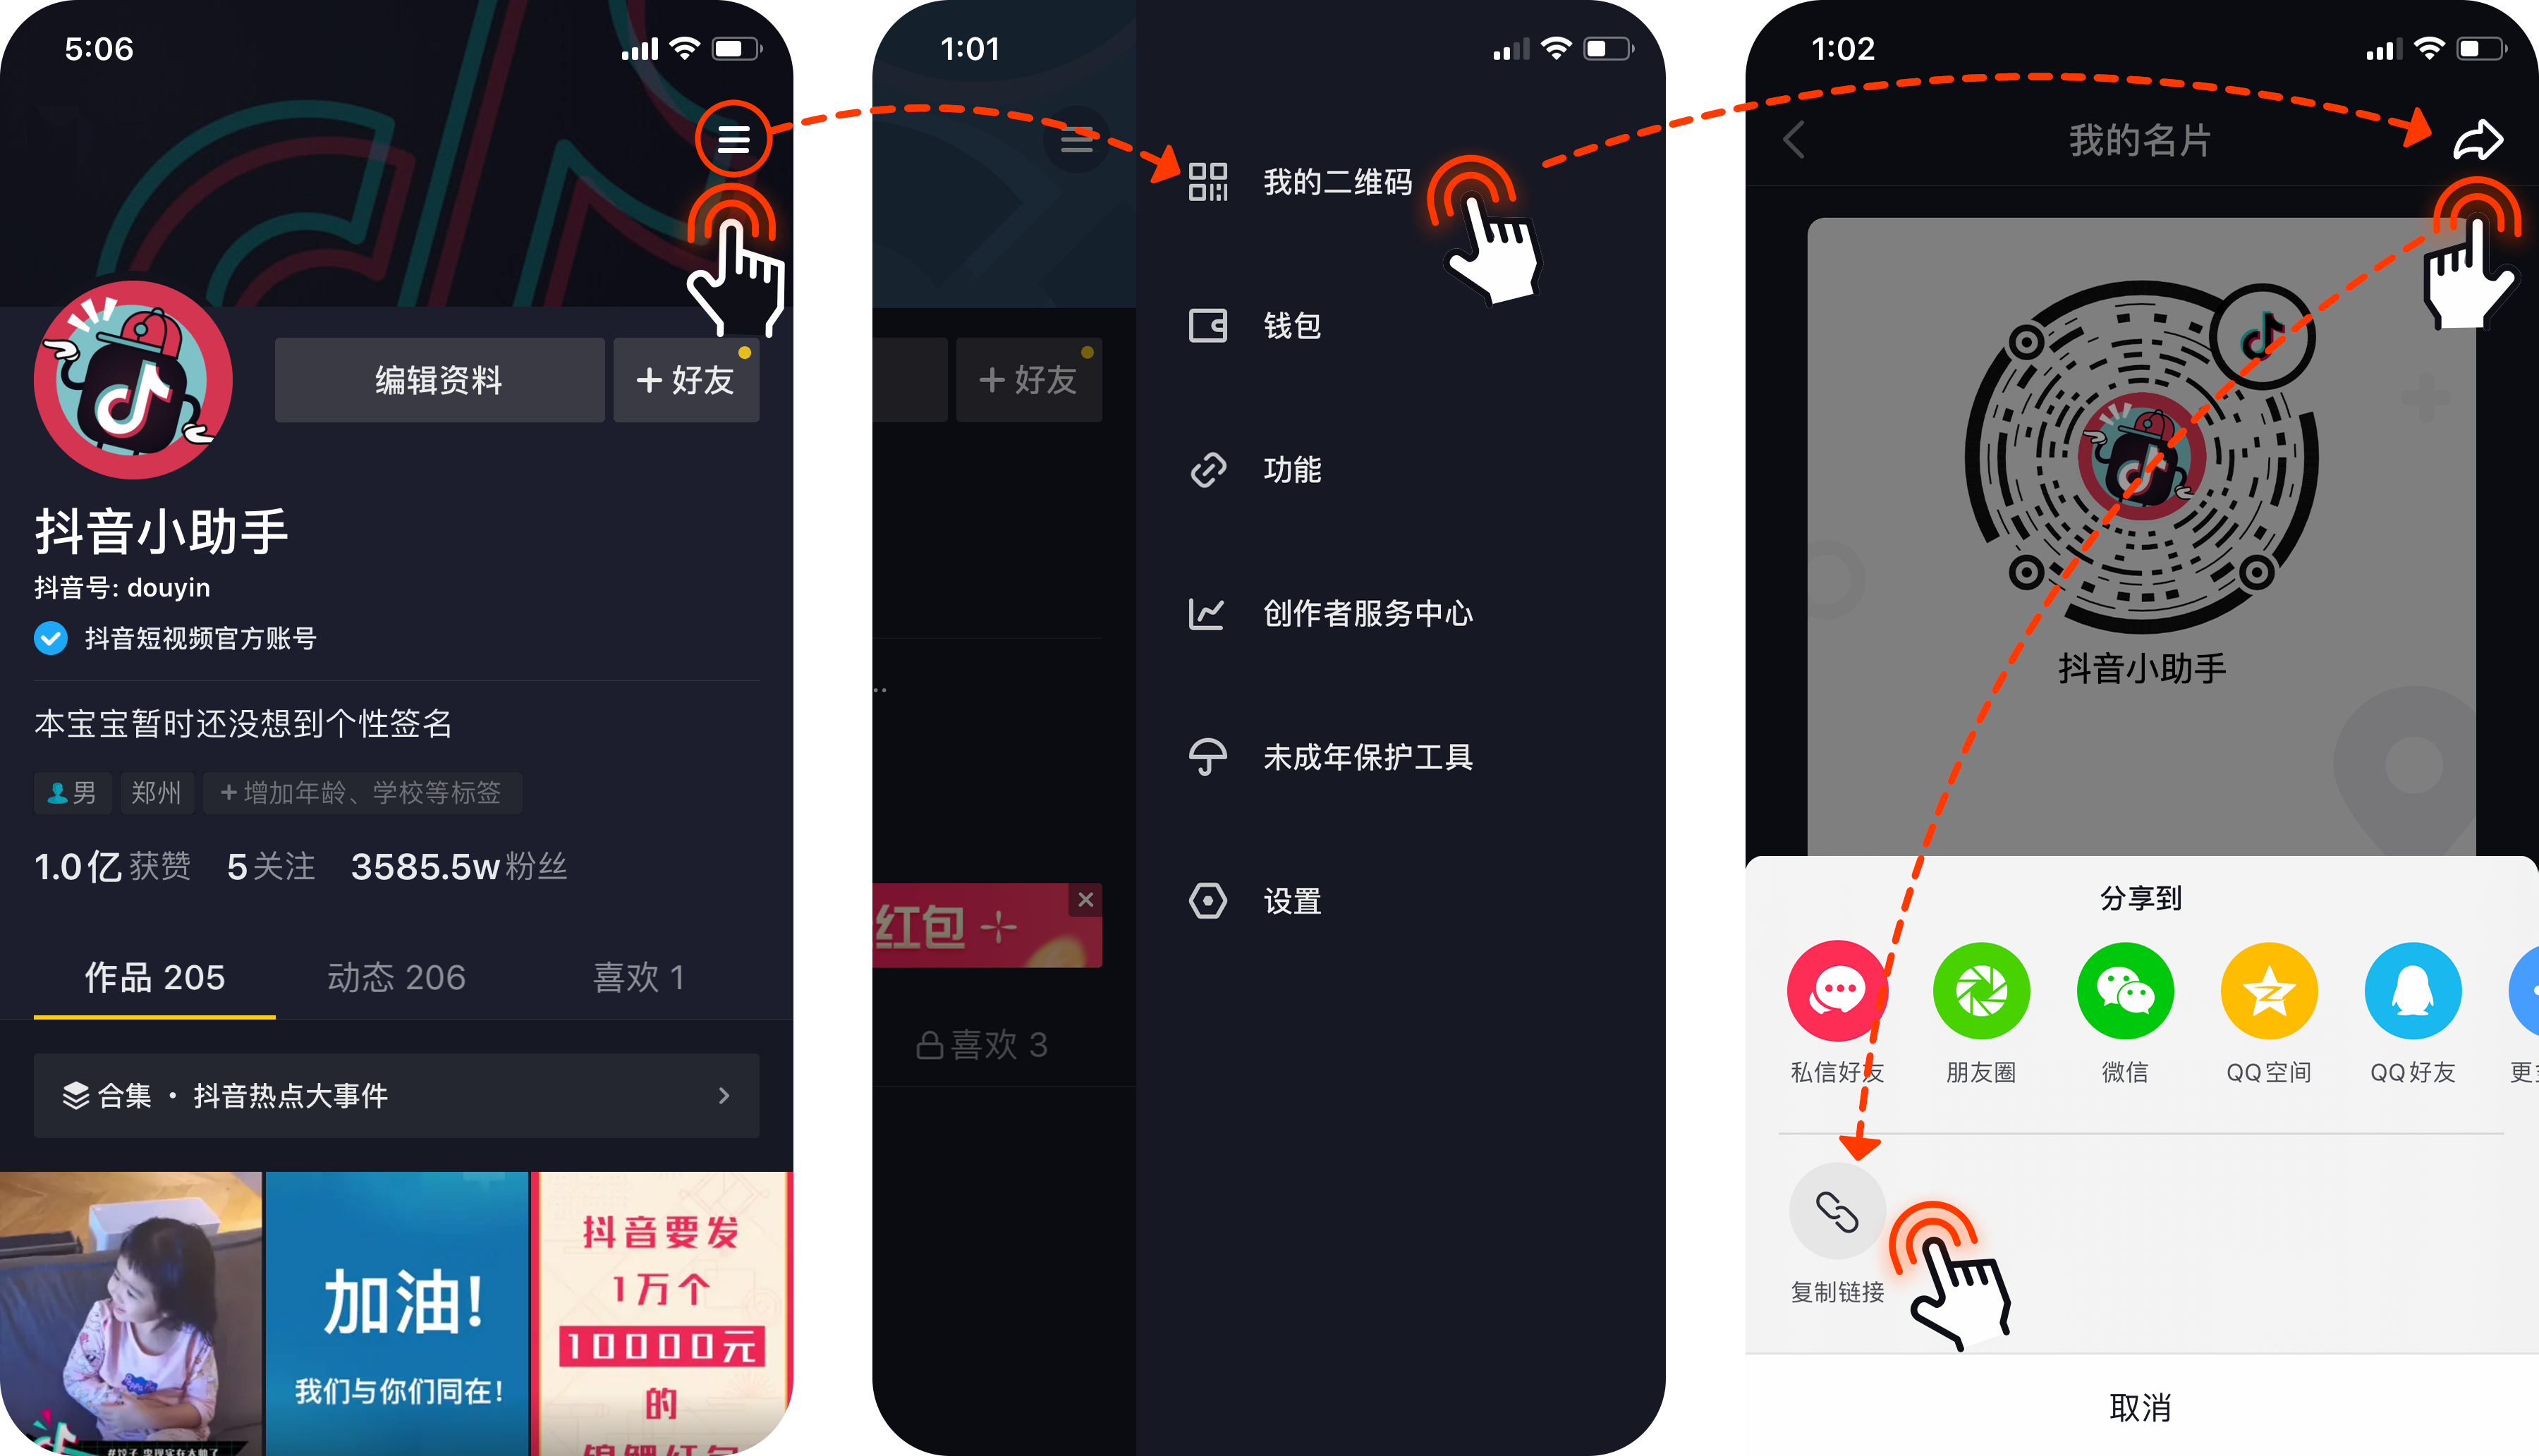 5:06
编辑资料
+ 好友
抖音小助手
抖音号: douyin
抖音短视频官方账号
本宝宝暂时还没想到个性签名
男
郑州
+ 增加年龄、学校等标签
1.0亿 获赞 5 关注 3585.5w 粉丝
作品 205 动态 206 喜欢 1
合集 · 抖音热点大事件
加油!
我们与你们同在!
抖音要发
1万个
10000元
的
1:01
+ 好友
红包
喜欢 3
我的二维码
钱包
功能
创作者服务中心
未成年保护工具
设置
1:02
我的名片
抖音小助手
分享到
私信好友 朋友圈 微信 QQ空间 QQ好友
复制链接
取消